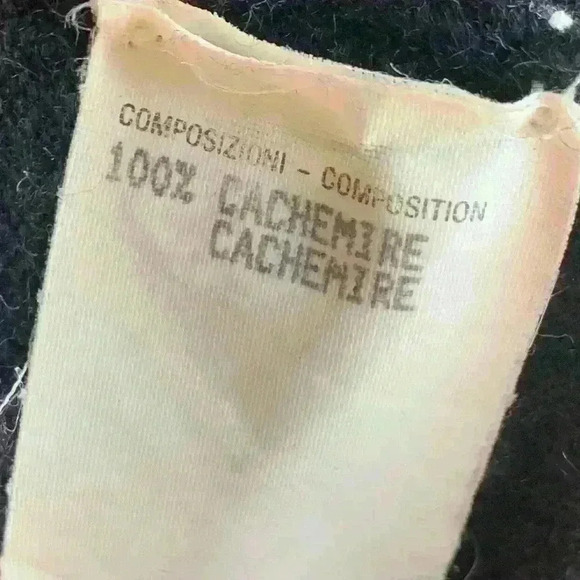 COMPOSIZIONI - COMPOSITION
100% CACHEMIRE
CACHEMIRE